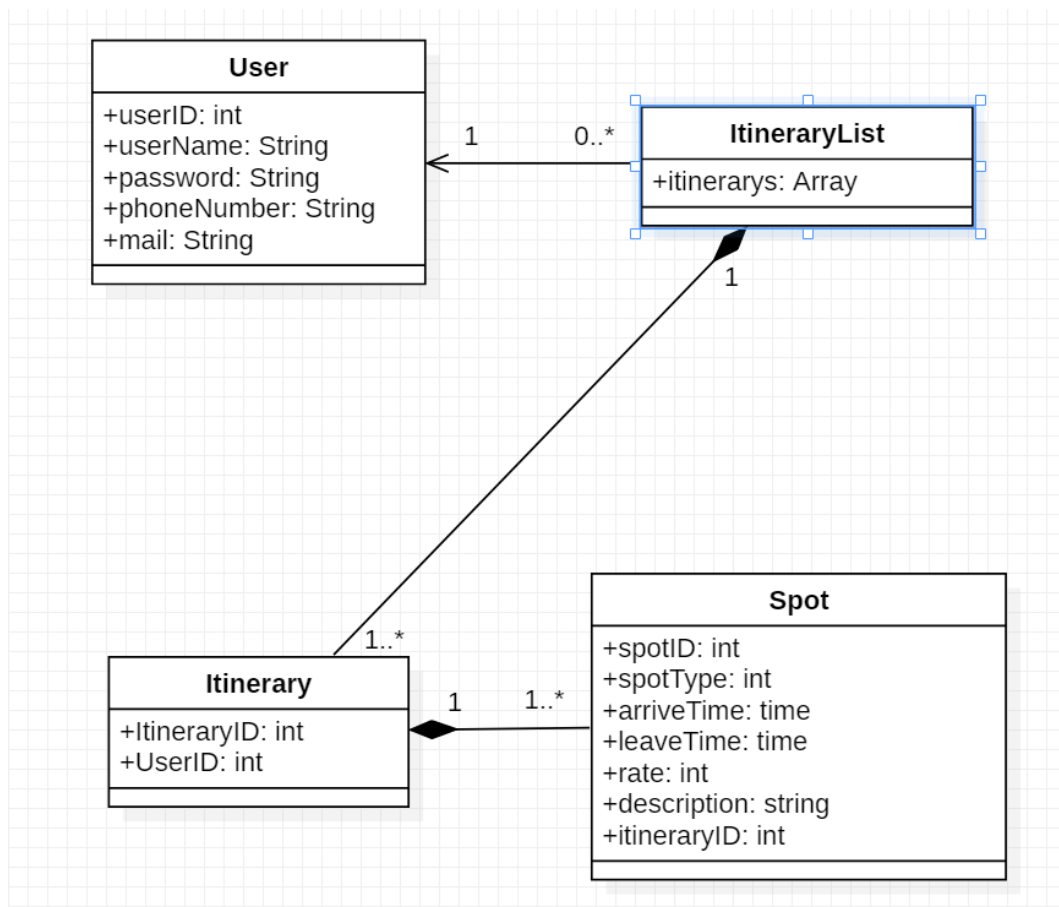 User
+userID: int
+userName: String
+password: String
+phoneNumber: String
+mail: String
1
0..*
ItineraryList
+itinerarys: Array
1
1..*
Itinerary
+ItineraryID: int
+UserID: int
1
1..*
Spot
+spotID: int
+spotType: int
+arriveTime: time
+leaveTime: time
+rate: int
+description: string
+itineraryID: int